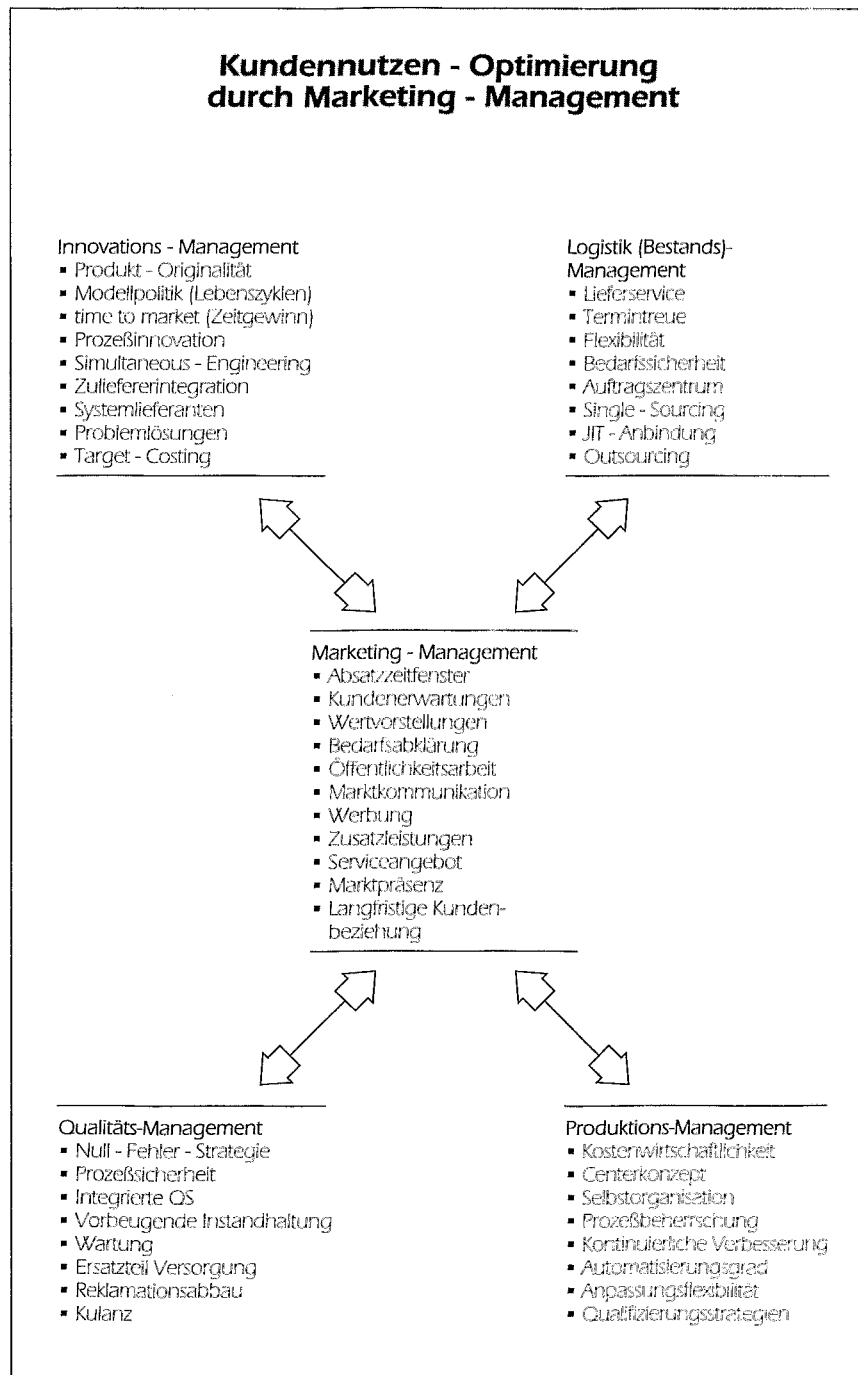 Kundennutzen - Optimierung
durch Marketing - Management
Innovations - Management
▪ Produkt - Originalität
▪ Modellpolitik (Lebenszyklen)
▪ time to market (Zeitgewinn)
▪ Prozeßinnovation
▪ Simultaneous - Engineering
▪ Zuliefererintegration
▪ Systemlieferanten
▪ Problemlösungen
▪ Target - Costing
Logistik (Bestands)-
Management
▪ Lieferservice
▪ Termintreue
▪ Flexibilität
▪ Bedarfssicherheit
▪ Auftragszentrum
▪ Single - Sourcing
▪ JIT - Anbindung
▪ Outsourcing
Marketing - Management
▪ Absatzzeitfenster
▪ Kundenerwartungen
▪ Wertvorstellungen
▪ Bedarfsabklärung
▪ Öffentlichkeitsarbeit
▪ Marktkommunikation
▪ Werbung
▪ Zusatzleistungen
▪ Serviceangebot
▪ Marktpräsenz
▪ Langfristige Kunden-
beziehung
Qualitäts-Management
▪ Null - Fehler - Strategie
▪ Prozeßsicherheit
▪ Integrierte QS
▪ Vorbeugende Instandhaltung
▪ Wartung
▪ Ersatzteil Versorgung
▪ Reklamationsabbau
▪ Kulanz
Produktions-Management
▪ Kostenwirtschaftlichkeit
▪ Centerkonzept
▪ Selbstorganisation
▪ Prozeßbeherrschung
▪ Kontinuierliche Verbesserung
▪ Automatisierungsgrad
▪ Anpassungsflexibilität
▪ Qualifizierungsstrategien